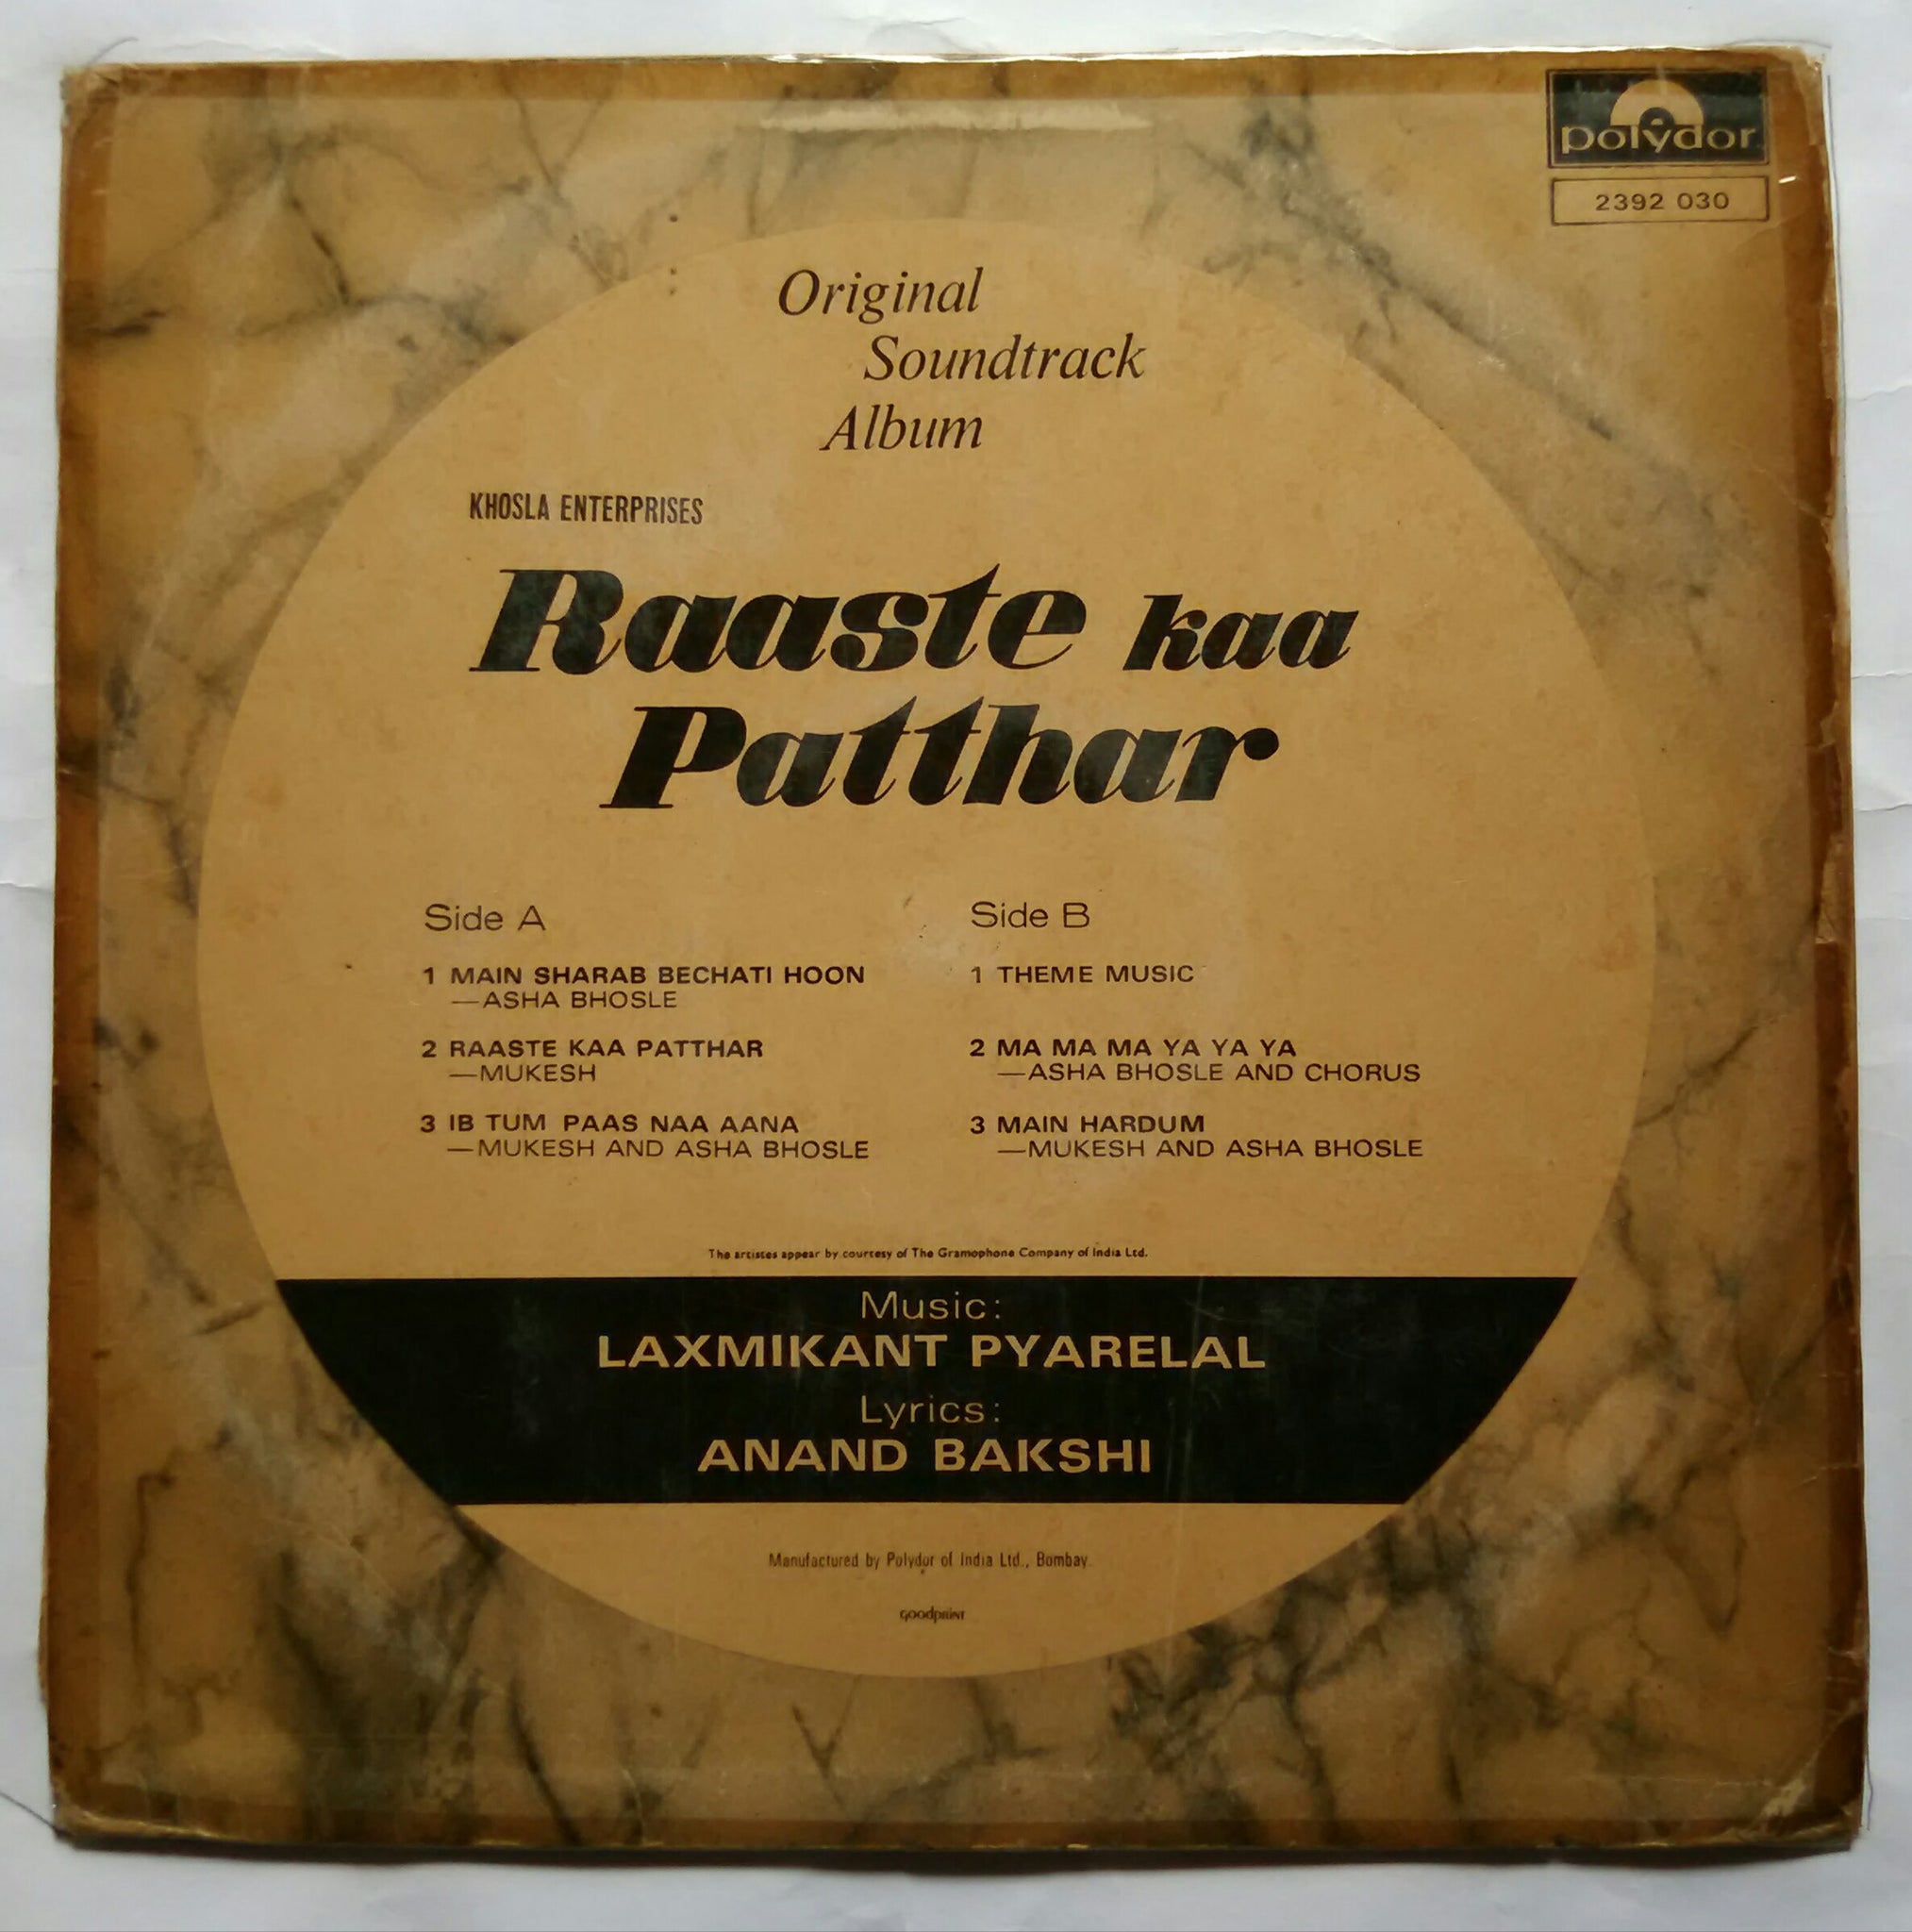 polydor
2392 030
Original
Soundtrack
Album
KHOSLA ENTERPRISES
Raaste kaa
Patthar
Side A
1 MAIN SHARAB BECHATI HOON
—ASHA BHOSLE
2 RAASTE KAA PATTHAR
—MUKESH
3 IB TUM PAAS NAA AANA
—MUKESH AND ASHA BHOSLE
Side B
1 THEME MUSIC
2 MA MA MA YA YA YA
—ASHA BHOSLE AND CHORUS
3 MAIN HARDUM
—MUKESH AND ASHA BHOSLE
The artistes appear by courtesy of The Gramophone Company of India Ltd.
Music:
LAXMIKANT PYARELAL
Lyrics:
ANAND BAKSHI
Manufactured by Polydor of India Ltd., Bombay.
goodprint